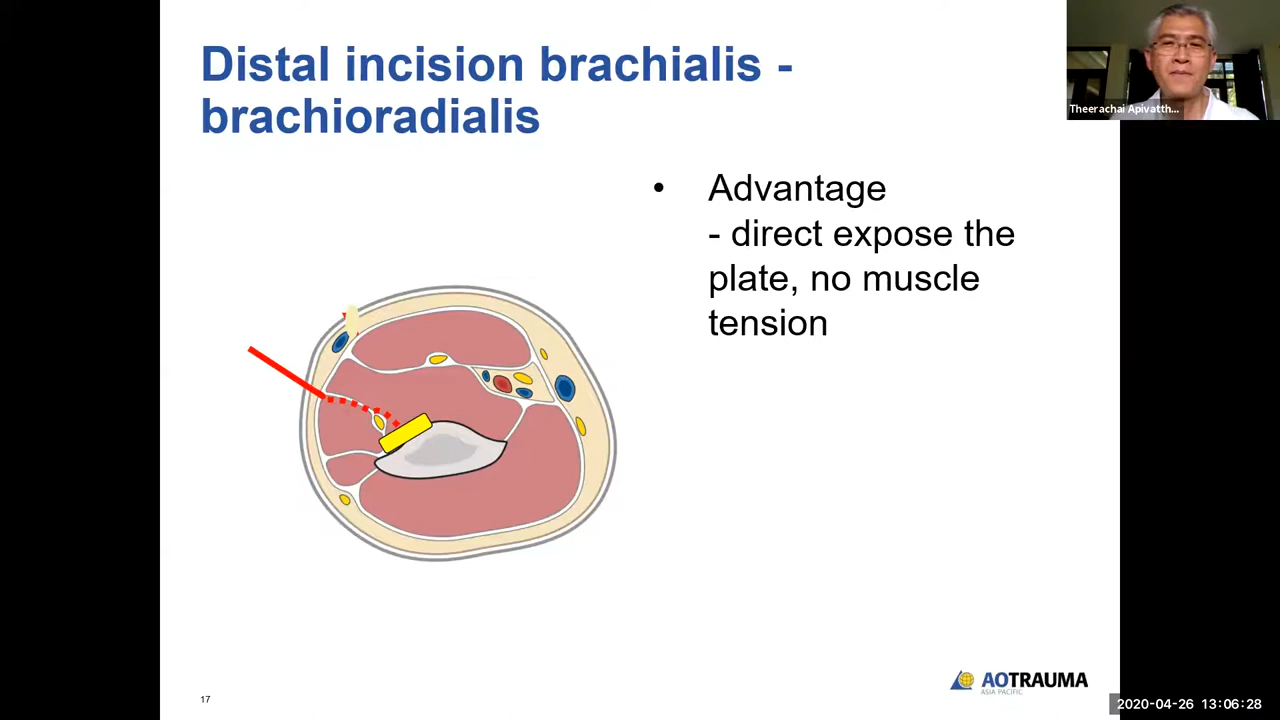 Distal incision brachialis -
brachioradialis
Theerachai Apivatth...
• Advantage
- direct expose the
plate, no muscle
tension
17
AOTRAUMA
ASIA PACIFIC
2020-04-26 13:06:28